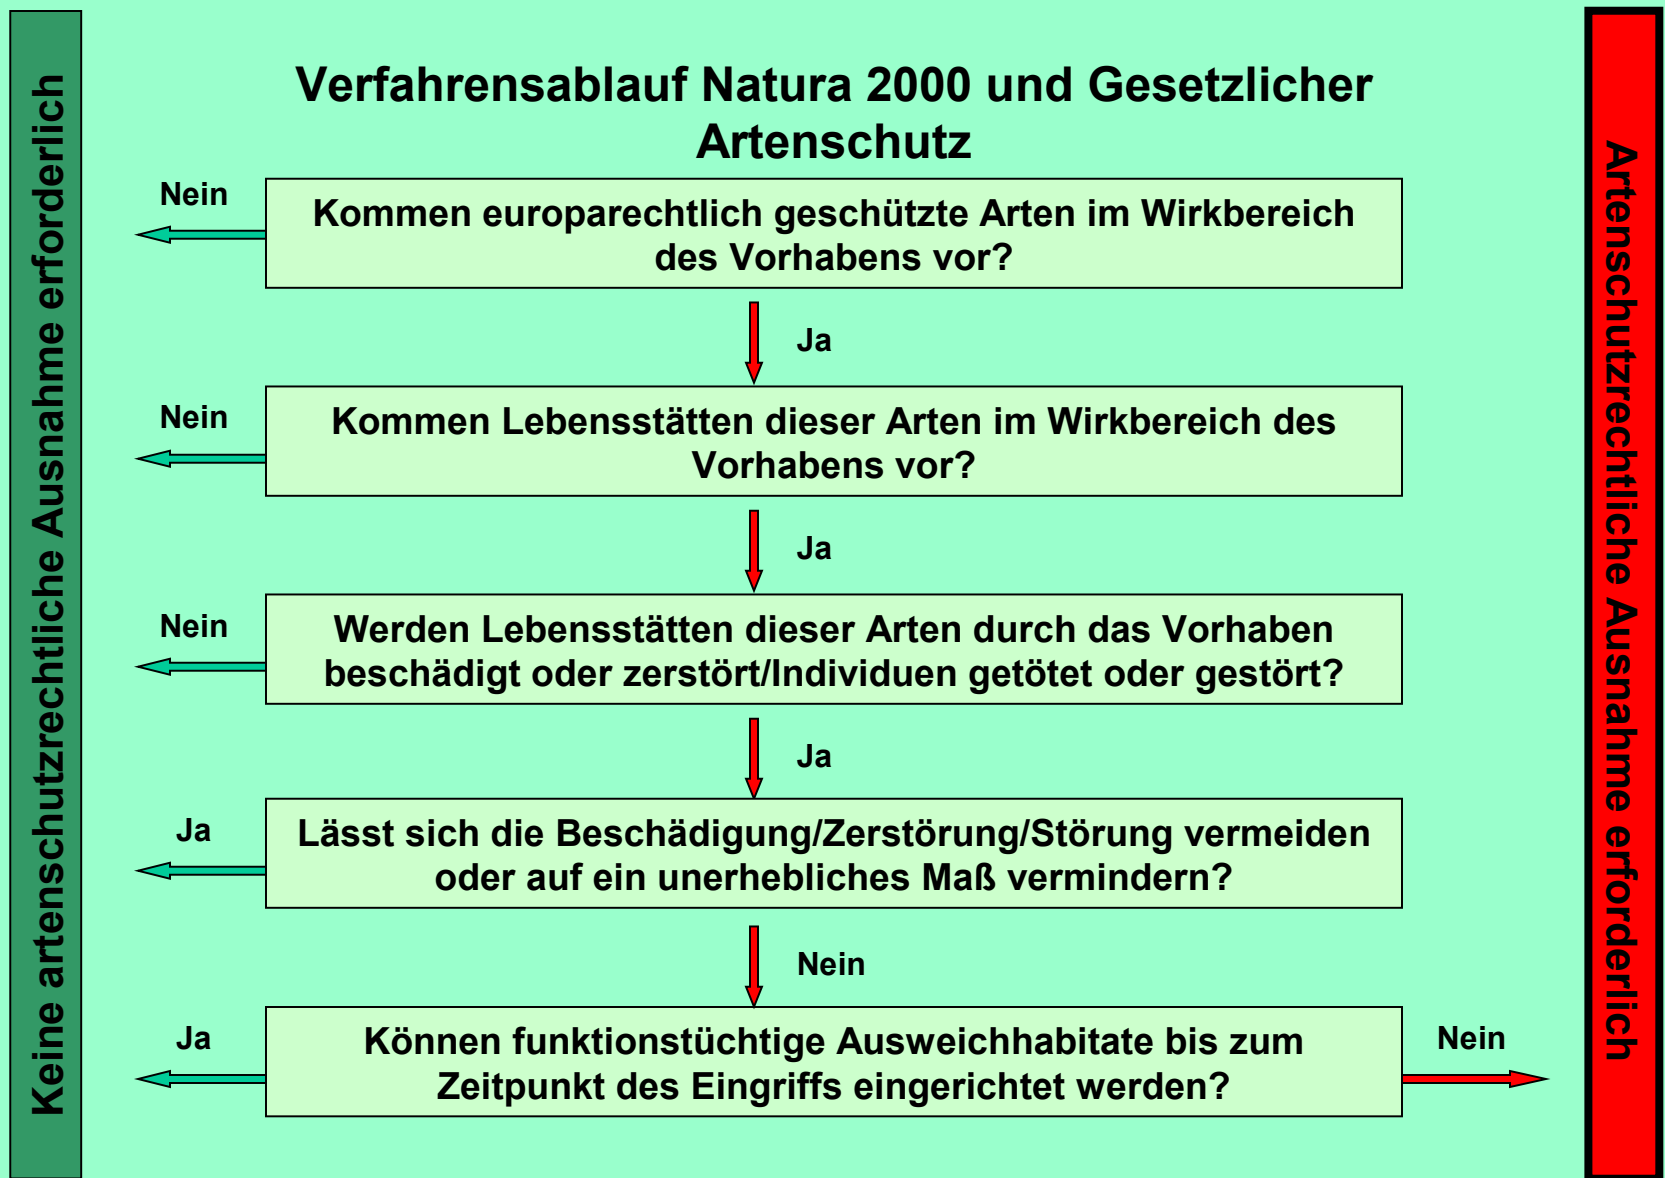 Keine artenschutzrechtliche Ausnahme erforderlich
Verfahrensablauf Natura 2000 und Gesetzlicher
Artenschutz
Nein
Kommen europarechtlich geschützte Arten im Wirkbereich
des Vorhabens vor?
Ja
Nein
Kommen Lebensstätten dieser Arten im Wirkbereich des
Vorhabens vor?
Ja
Nein
Werden Lebensstätten dieser Arten durch das Vorhaben
beschädigt oder zerstört/Individuen getötet oder gestört?
Ja
Ja
Lässt sich die Beschädigung/Zerstörung/Störung vermeiden
oder auf ein unerhebliches Maß vermindern?
Nein
Ja
Können funktionstüchtige Ausweichhabitate bis zum
Zeitpunkt des Eingriffs eingerichtet werden?
Nein
Artenschutzrechtliche Ausnahme erforderlich